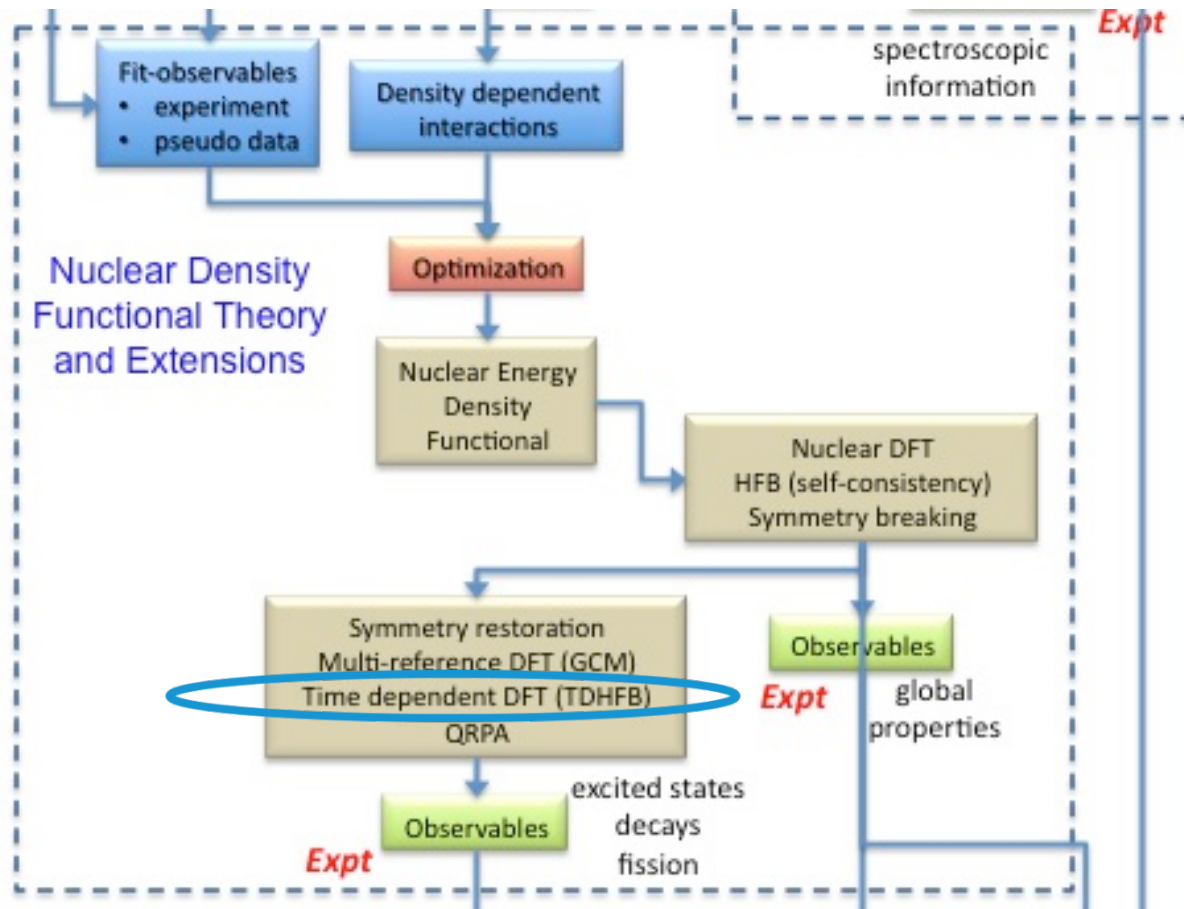 Expt
spectroscopic
information
Fit-observables
• experiment
• pseudo data
Density dependent
interactions
Optimization
Nuclear Density
Functional Theory
and Extensions
Nuclear Energy
Density
Functional
Nuclear DFT
HFB (self-consistency)
Symmetry breaking
Symmetry restoration
Multi-reference DFT (GCM)
Time dependent DFT (TDHFB)
QRPA
Observables
Expt
global
properties
Observables
excited states
decays
fission
Expt